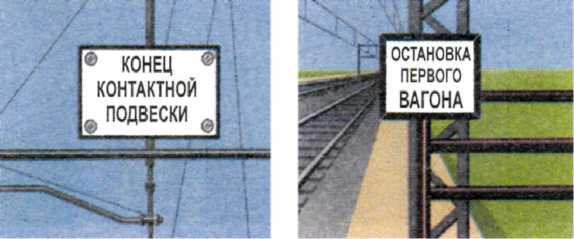 КОНЕЦ
КОНТАКТНОЙ
ПОДВЕСКИ
ОСТАНОВКА
ПЕРВОГО
ВАГОНА